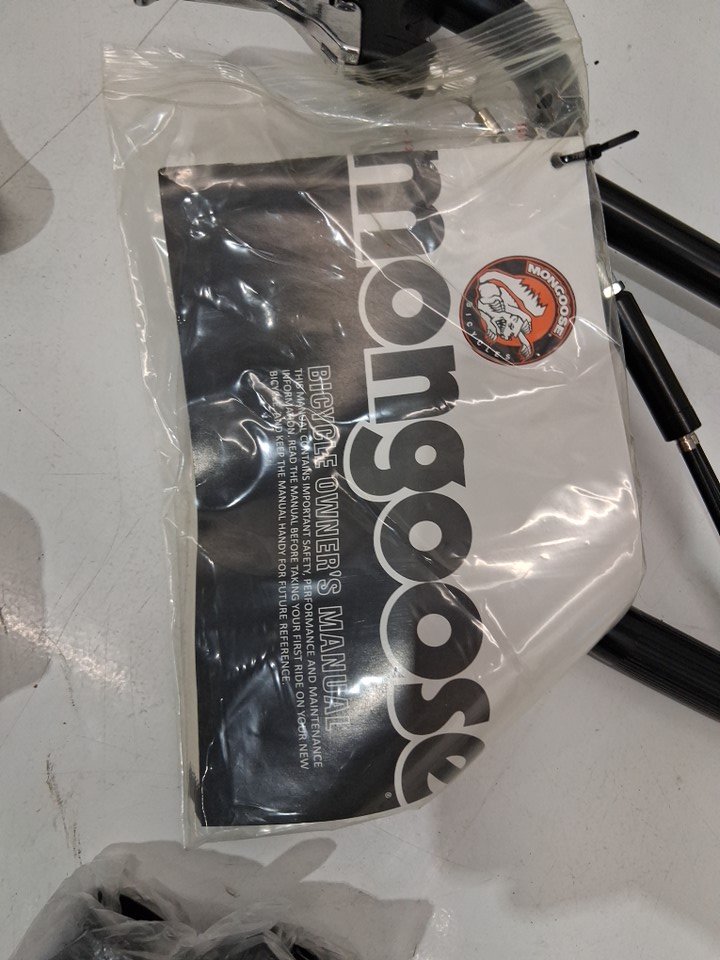 mongoose
®
MONGOOSE
BICYCLES
BICYCLE OWNER'S MANUAL
THIS MANUAL CONTAINS IMPORTANT SAFETY, PERFORMANCE AND MAINTENANCE
INFORMATION. READ THE MANUAL BEFORE TAKING YOUR FIRST RIDE ON YOUR NEW
BICYCLE, AND KEEP THE MANUAL HANDY FOR FUTURE REFERENCE.